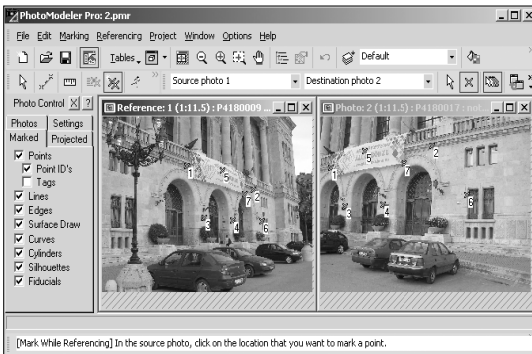 PhotoModeler Pro: 2.pmr
File Edit Marking Referencing Project Window Options Help
Tables Default
Source photo 1 Destination photo 2
Photo Control
Photos Settings
Marked Projected
Points
Point ID's
Tags
Lines
Edges
Surface Draw
Curves
Cylinders
Silhouettes
Fiducials
Reference: 1 (1:11.5) : P4180009 ...
1 5 7 2 3 4 6
Photo: 2 (1:11.5) : P4180017 : not...
1 5 2 7 3 4 6
[Mark While Referencing] In the source photo, click on the location that you want to mark a point.